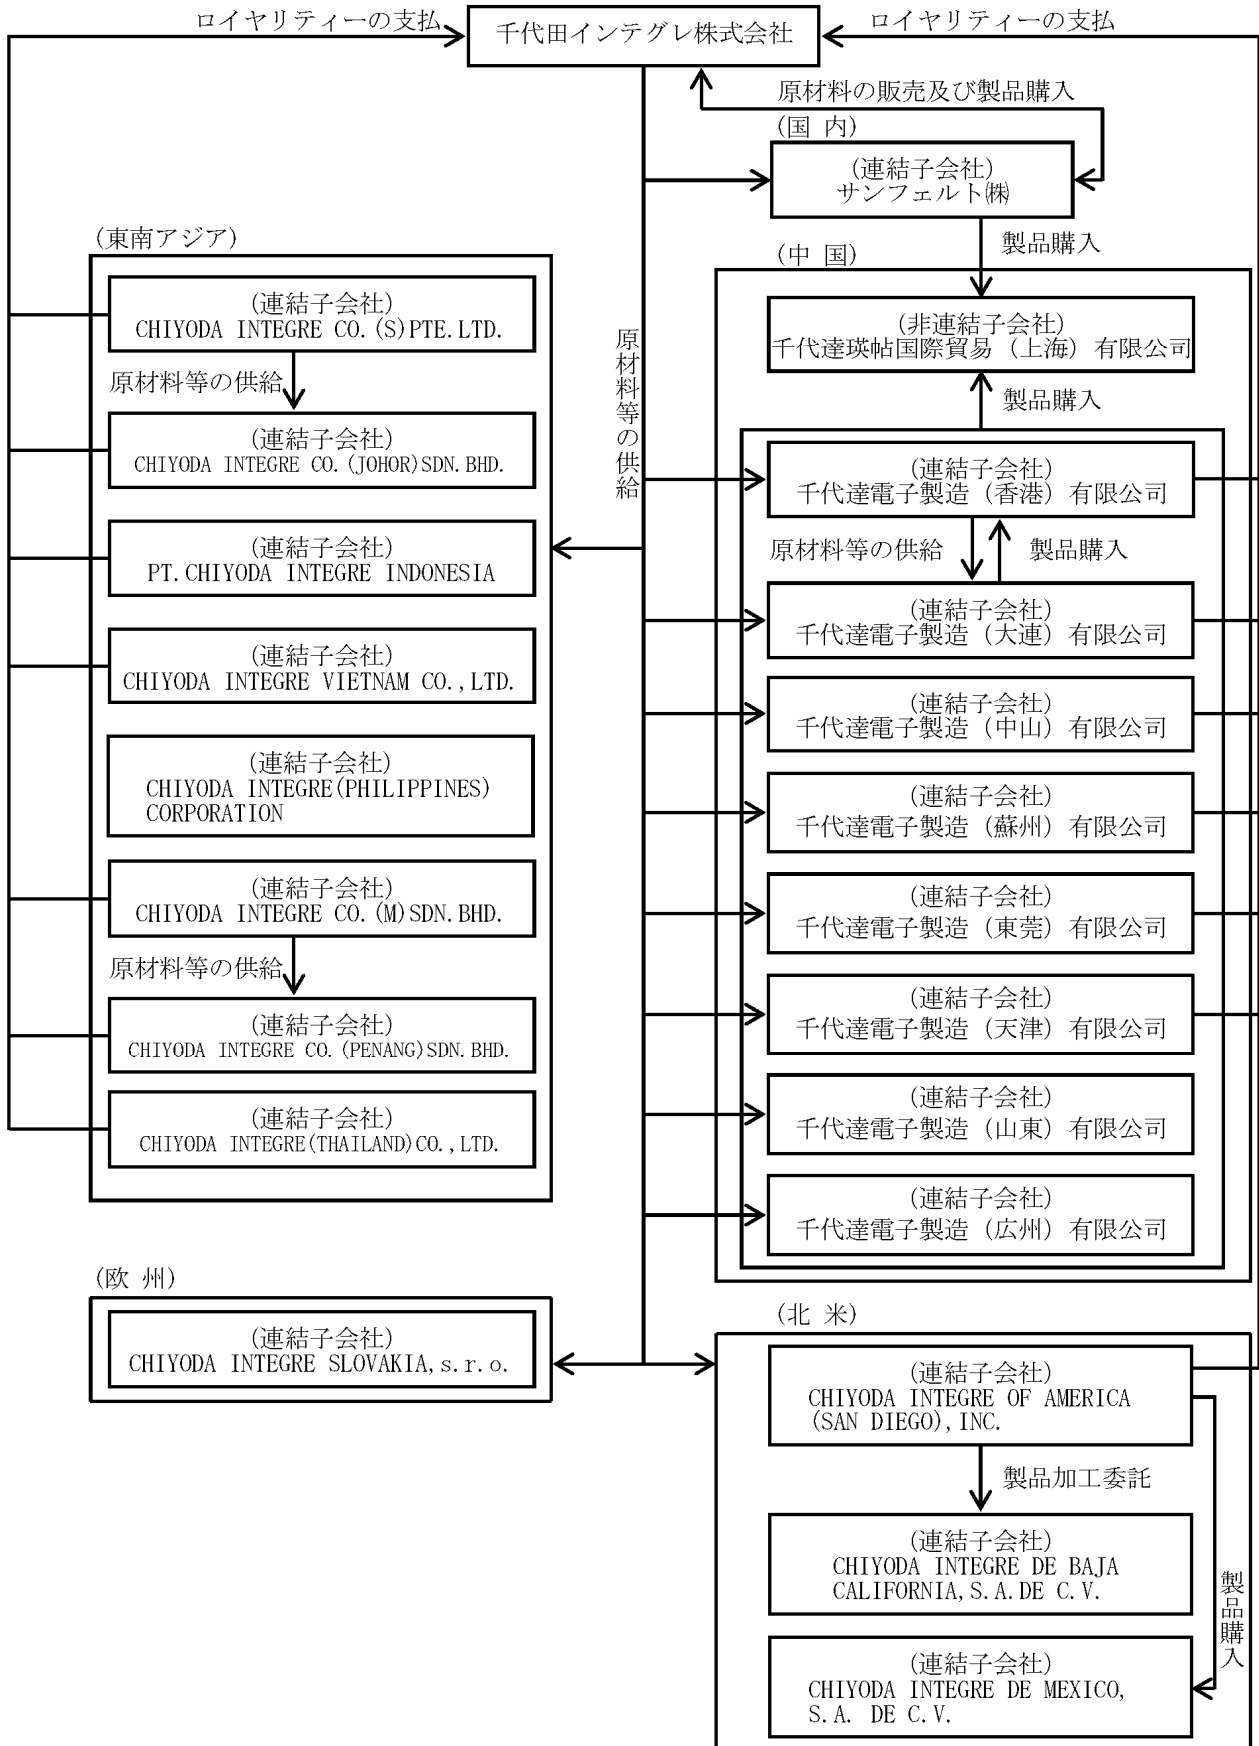 ロイヤリティーの支払
千代田インテグレ株式会社
ロイヤリティーの支払
原材料の販売及び製品購入
(国 内)
(連結子会社)
サンフェルト㈱
製品購入
(東南アジア)
(連結子会社)
CHIYODA INTEGRE CO.(S)PTE.LTD.
原材料等の供給
(連結子会社)
CHIYODA INTEGRE CO.(JOHOR)SDN.BHD.
(連結子会社)
PT.CHIYODA INTEGRE INDONESIA
(連結子会社)
CHIYODA INTEGRE VIETNAM CO.,LTD.
(連結子会社)
CHIYODA INTEGRE(PHILIPPINES)
CORPORATION
(連結子会社)
CHIYODA INTEGRE CO.(M)SDN.BHD.
原材料等の供給
(連結子会社)
CHIYODA INTEGRE CO.(PENANG)SDN.BHD.
(連結子会社)
CHIYODA INTEGRE(THAILAND)CO.,LTD.
原材料等の供給
(中 国)
(非連結子会社)
千代達瑛帖国際貿易（上海）有限公司
製品購入
(連結子会社)
千代達電子製造（香港）有限公司
原材料等の供給
製品購入
(連結子会社)
千代達電子製造（大連）有限公司
(連結子会社)
千代達電子製造（中山）有限公司
(連結子会社)
千代達電子製造（蘇州）有限公司
(連結子会社)
千代達電子製造（東莞）有限公司
(連結子会社)
千代達電子製造（天津）有限公司
(連結子会社)
千代達電子製造（山東）有限公司
(連結子会社)
千代達電子製造（広州）有限公司
(欧 州)
(連結子会社)
CHIYODA INTEGRE SLOVAKIA,s.r.o.
(北 米)
(連結子会社)
CHIYODA INTEGRE OF AMERICA
(SAN DIEGO),INC.
製品加工委託
(連結子会社)
CHIYODA INTEGRE DE BAJA
CALIFORNIA,S.A.DE C.V.
製品購入
(連結子会社)
CHIYODA INTEGRE DE MEXICO,
S.A. DE C.V.